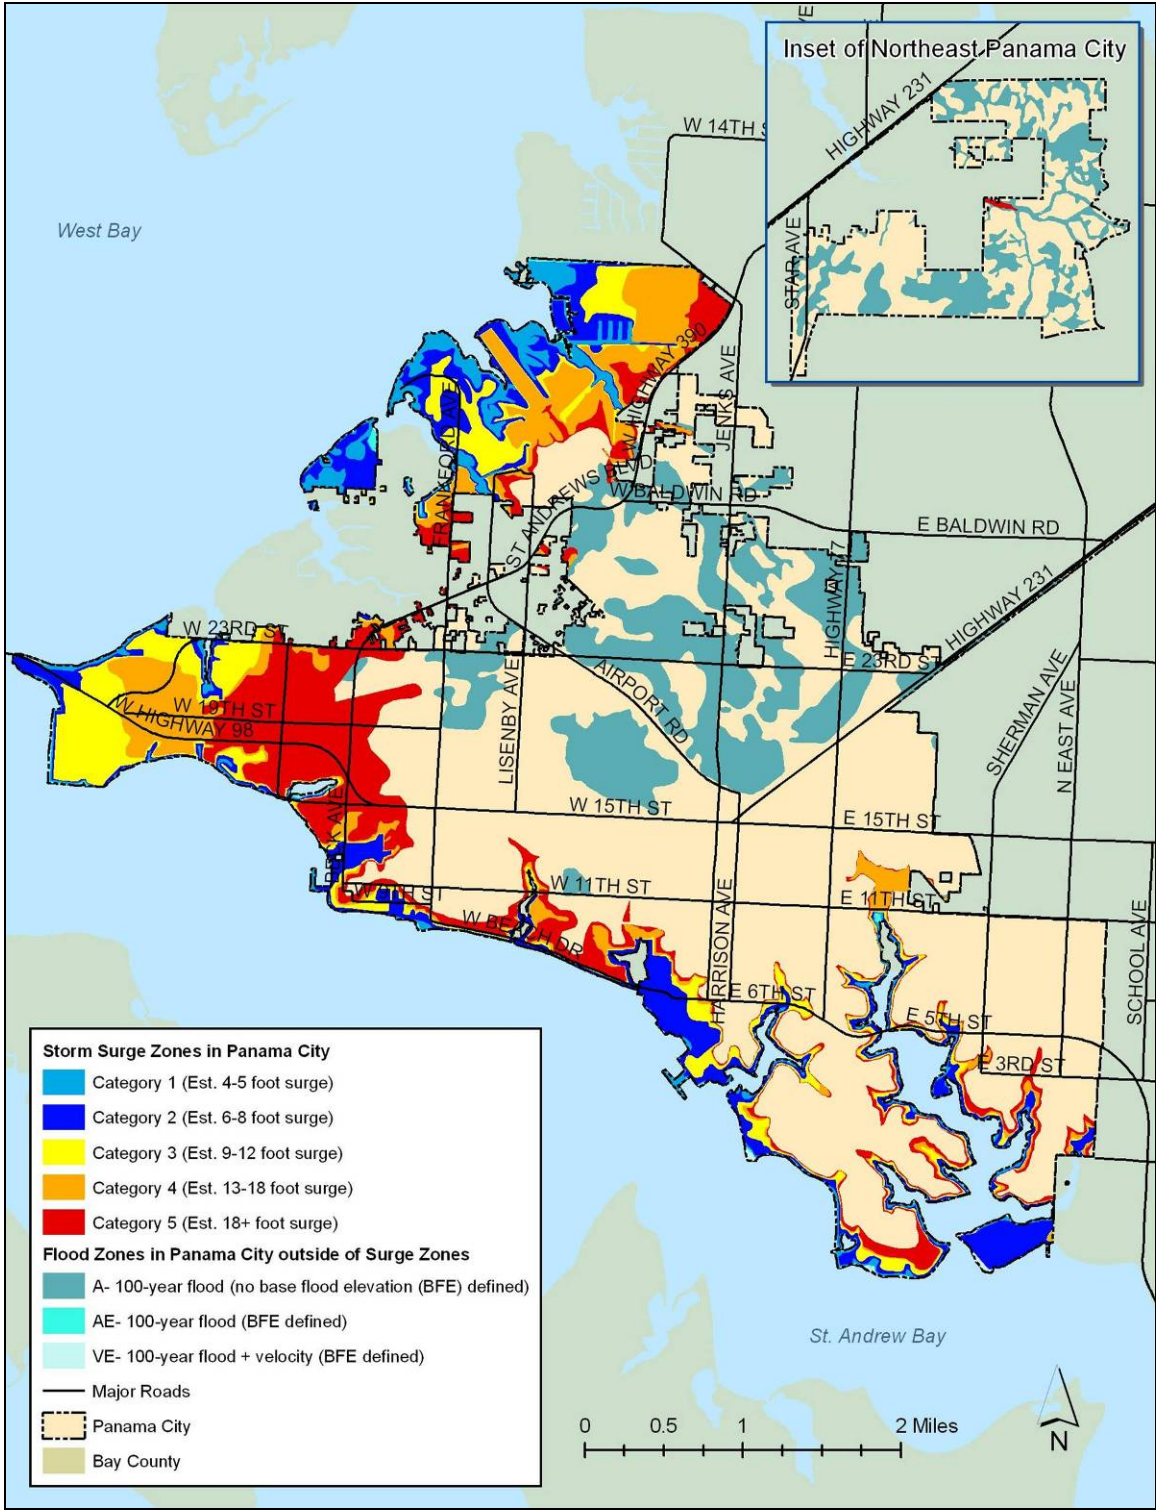 Inset of Northeast Panama City
HIGHWAY 231
STAR AVE
W 14TH S
West Bay
W HIGHWAY 390
JENKS AVE
FRANKFORD AVE
ST ANDREWS BLVD
W BALDWIN RD
E BALDWIN RD
HIGHWAY 77
HIGHWAY 231
W 23RD ST
E 23RD ST
AIRPORT RD
LISENBY AVE
SHERMAN AVE
N EAST AVE
W 19TH ST
W HIGHWAY 98
W 15TH ST
E 15TH ST
W 11TH ST
E 11TH ST
W BEACH DR
HARRISON AVE
SCHOOL AVE
E 6TH ST
E 5TH ST
E 3RD ST
Storm Surge Zones in Panama City
Category 1 (Est. 4-5 foot surge)
Category 2 (Est. 6-8 foot surge)
Category 3 (Est. 9-12 foot surge)
Category 4 (Est. 13-18 foot surge)
Category 5 (Est. 18+ foot surge)
Flood Zones in Panama City outside of Surge Zones
A- 100-year flood (no base flood elevation (BFE) defined)
AE- 100-year flood (BFE defined)
VE- 100-year flood + velocity (BFE defined)
Major Roads
Panama City
Bay County
St. Andrew Bay
0 0.5 1 2 Miles
N